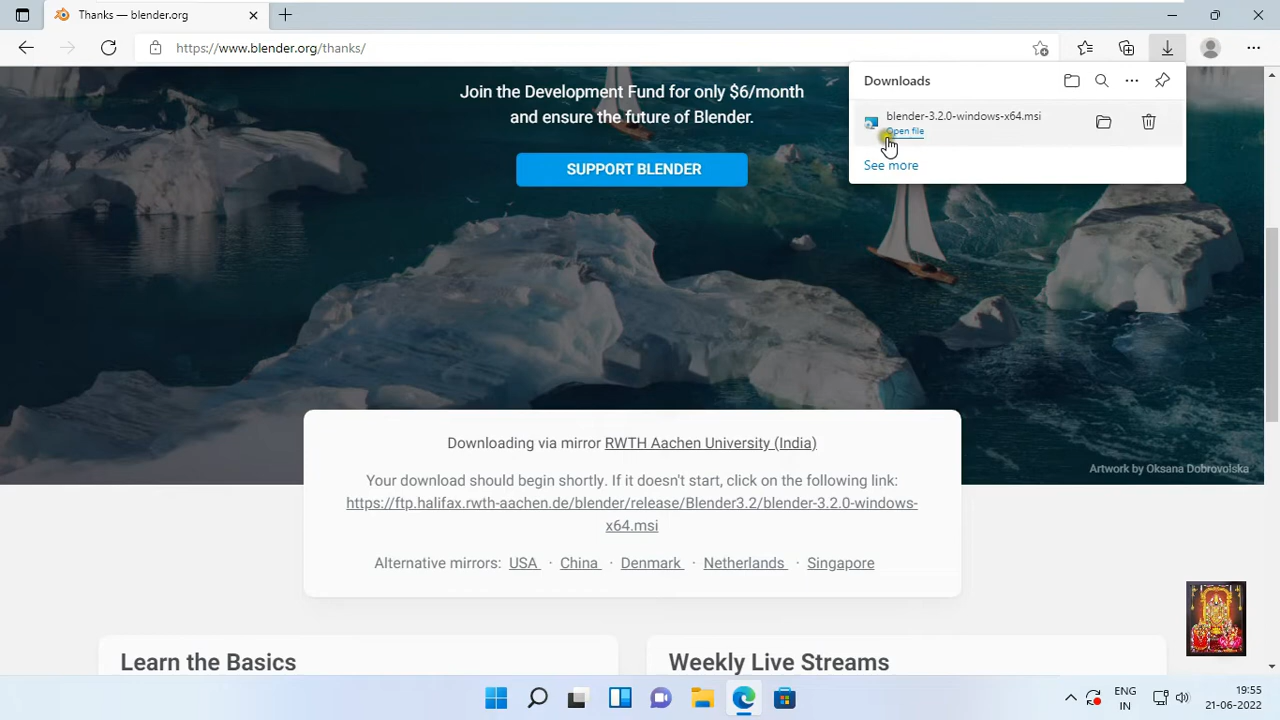 Thanks — blender.org
https://www.blender.org/thanks/
Downloads
blender-3.2.0-windows-x64.msi
Open file
See more
Join the Development Fund for only $6/month
and ensure the future of Blender.
SUPPORT BLENDER
Artwork by Oksana Dobrovolska
Downloading via mirror RWTH Aachen University (India)
Your download should begin shortly. If it doesn't start, click on the following link:
https://ftp.halifax.rwth-aachen.de/blender/release/Blender3.2/blender-3.2.0-windows-
x64.msi
Alternative mirrors: USA · China · Denmark · Netherlands · Singapore
Learn the Basics
Weekly Live Streams
ENG
IN
19:55
21-06-2022